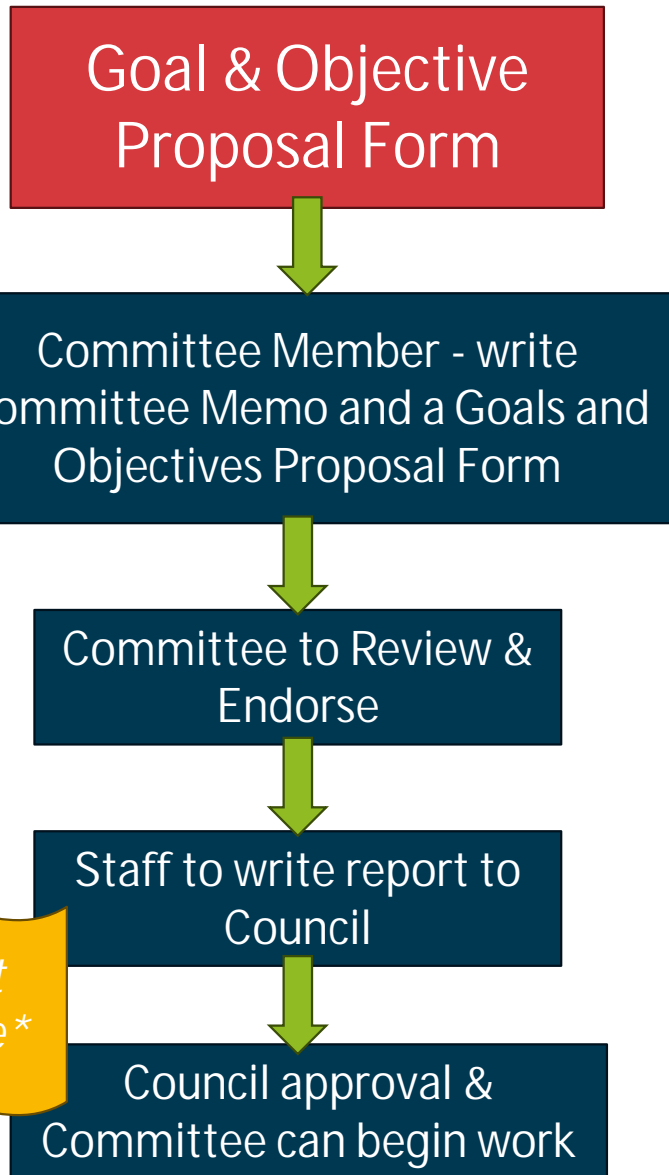 Goal & Objective
Proposal Form
Committee Member - write
ommittee Memo and a Goals and
Objectives Proposal Form
Committee to Review &
Endorse
Staff to write report to
Council
Council approval &
Committee can begin work